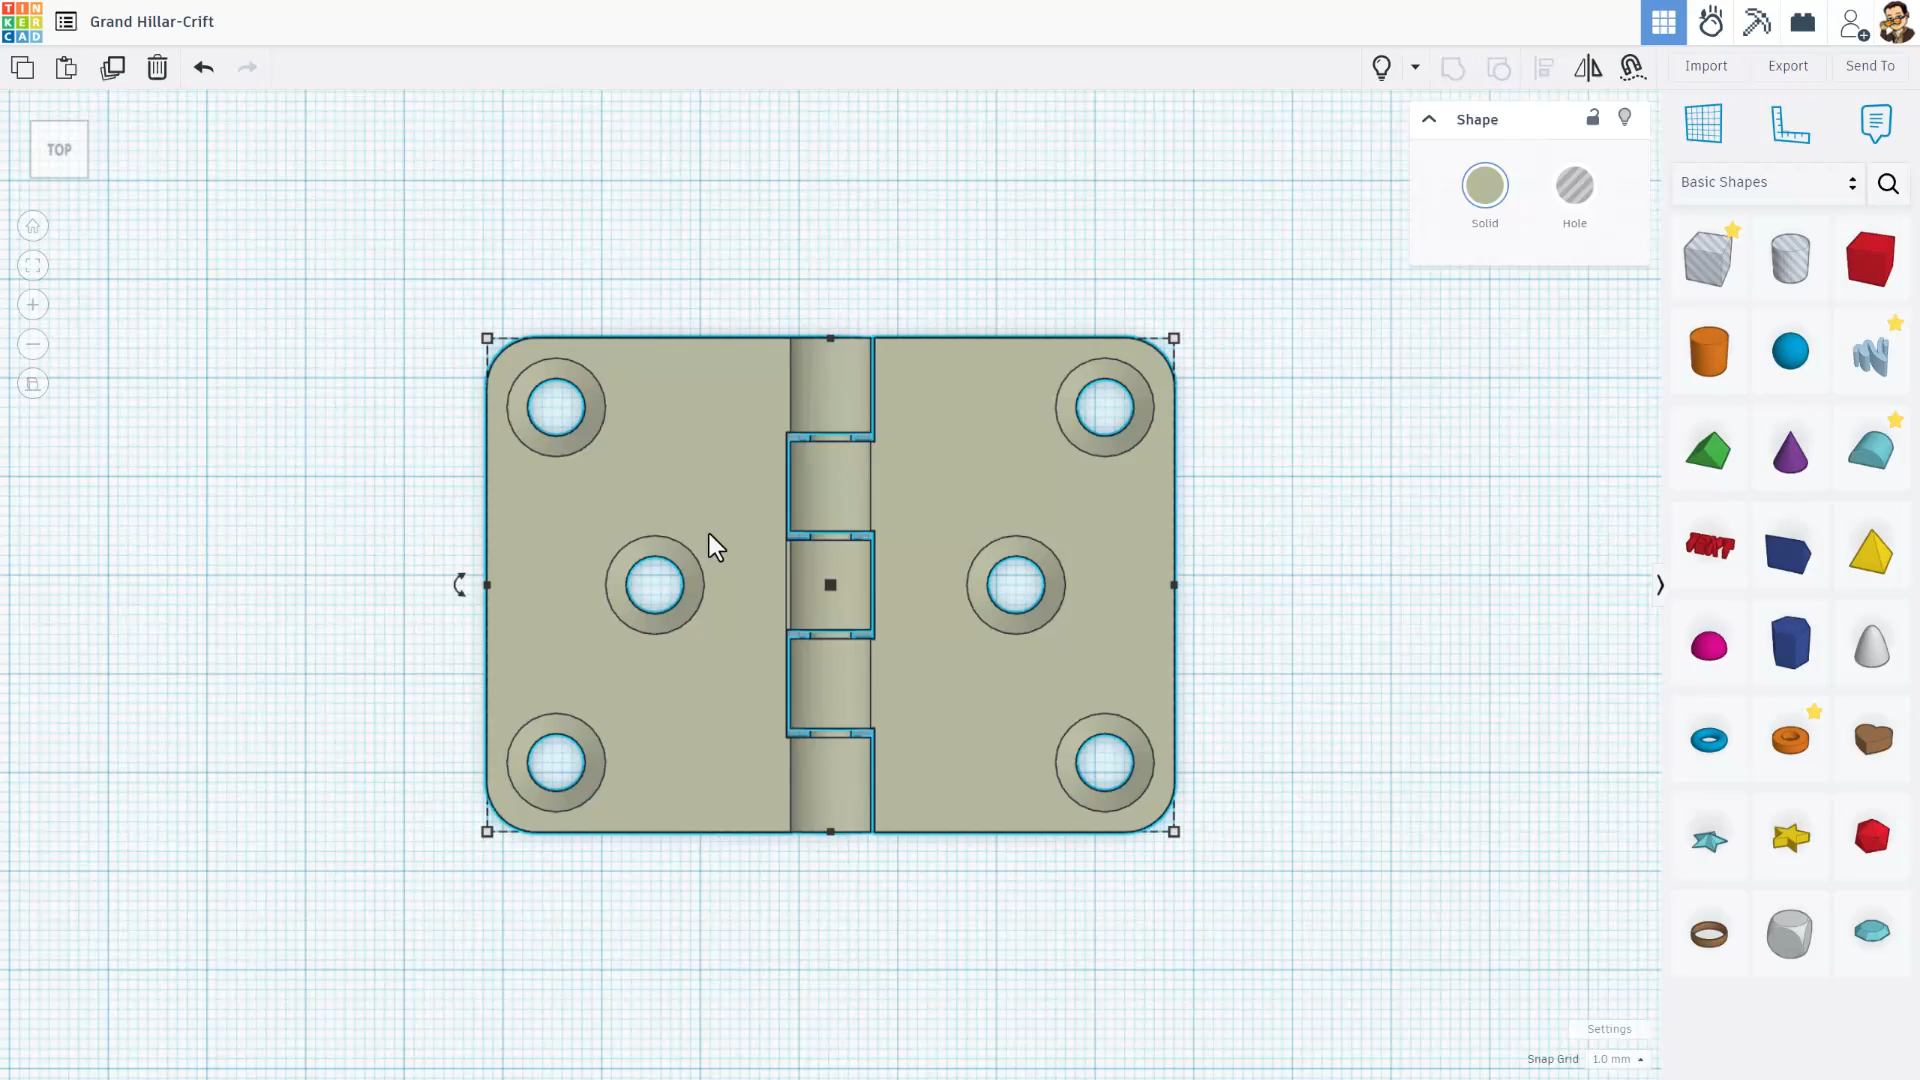 TIN
KER
CAD
Grand Hillar-Crift
Import
Export
Send To
TOP
Shape
Solid
Hole
Basic Shapes
TEXT
Settings
Snap Grid
1.0 mm